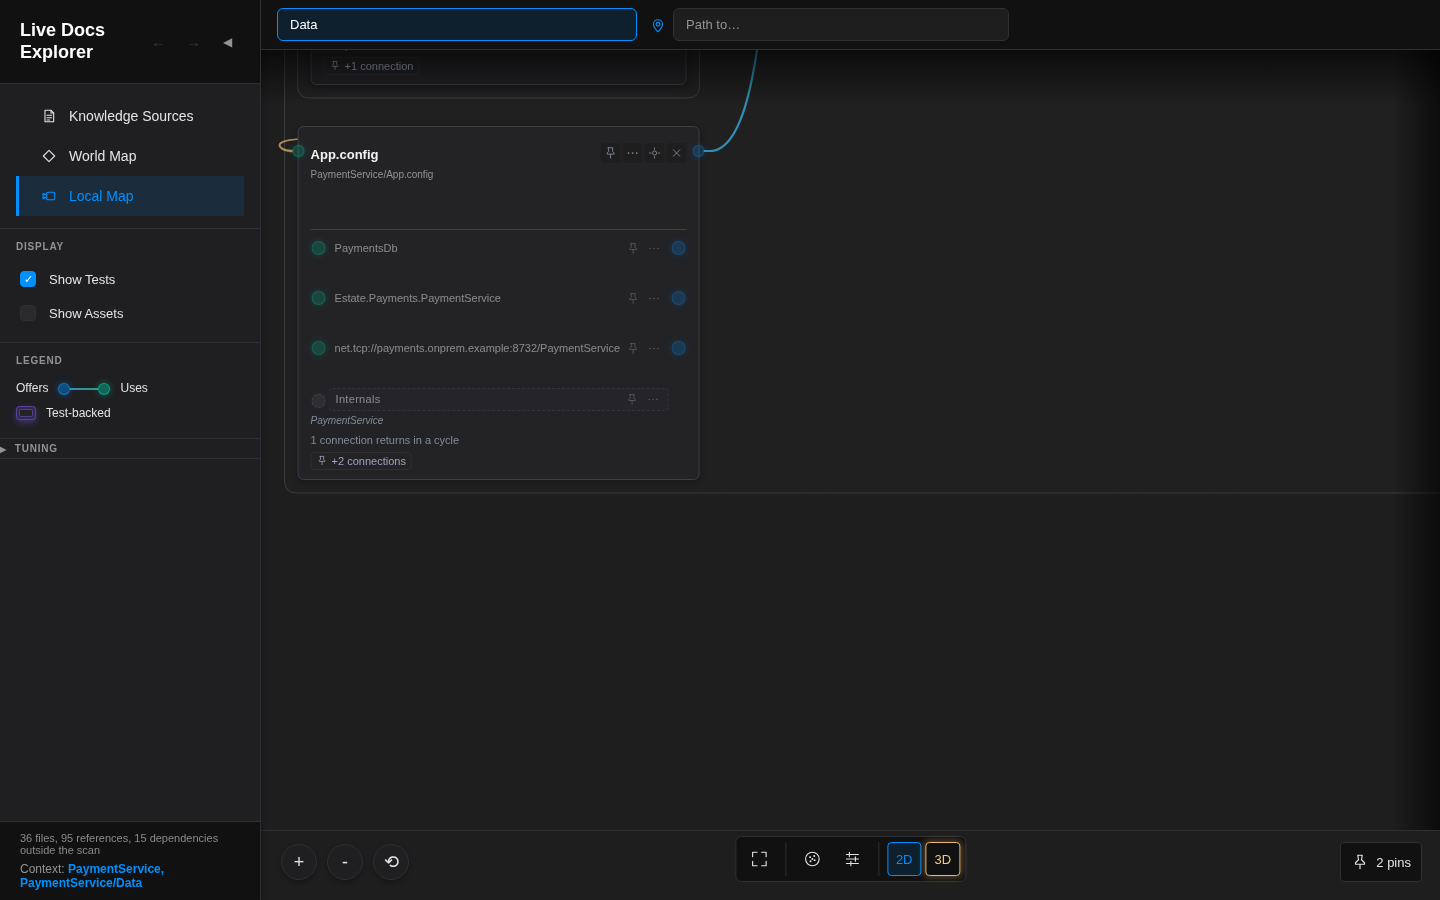 Live Docs
Explorer
Data
Path to…
+1 connection
Knowledge Sources
World Map
Local Map
DISPLAY
Show Tests
Show Assets
LEGEND
Offers
Uses
Test-backed
TUNING
App.config
PaymentService/App.config
PaymentsDb
Estate.Payments.PaymentService
net.tcp://payments.onprem.example:8732/PaymentService
Internals
PaymentService
1 connection returns in a cycle
+2 connections
36 files, 95 references, 15 dependencies
outside the scan
Context: PaymentService,
PaymentService/Data
+
-
2D
3D
2 pins